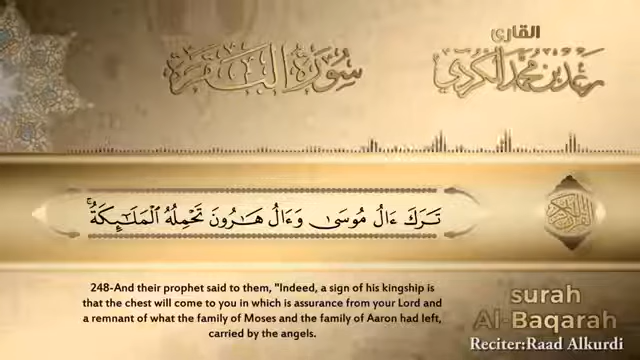 القارئ
سورة البقرة
رعد بن محمد الكردي
تَرَكَ ءَالُ مُوسَىٰ وَءَالُ هَـٰرُونَ تَحْمِلُهُ ٱلْمَلَـٰٓئِكَةُ ۚ
248-And their prophet said to them, "Indeed, a sign of his kingship is
that the chest will come to you in which is assurance from your Lord and
a remnant of what the family of Moses and the family of Aaron had left,
carried by the angels.
surah
Al-Baqarah
Reciter:Raad Alkurdi